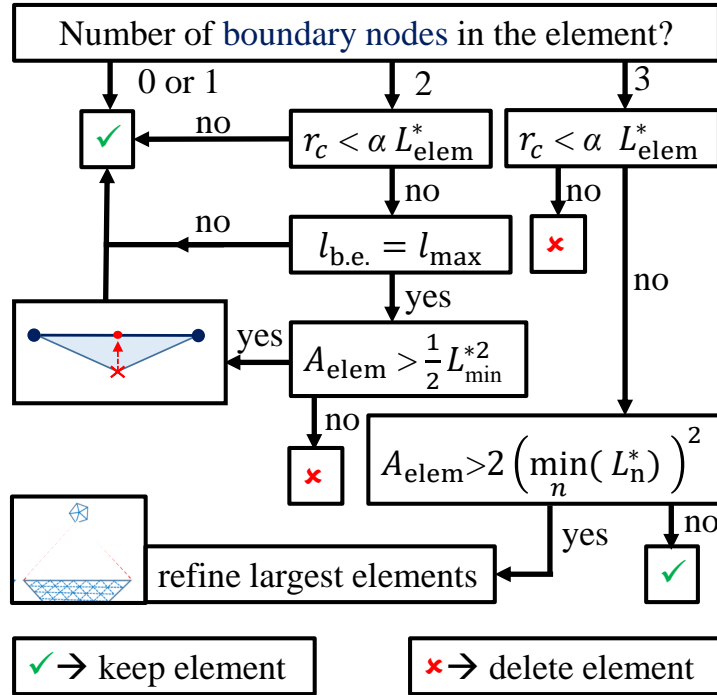 Number of boundary nodes in the element?
0 or 1
2
3
✓
no
r_c < α L*_elem
r_c < α L*_elem
no
no
✗
no
l_b.e. = l_max
no
yes
yes
A_elem > 1/2 L*2_min
no
✗
A_elem>2 (min_n( L*_n))^2
yes
no
refine largest elements
✓
✓→ keep element
✗→ delete element